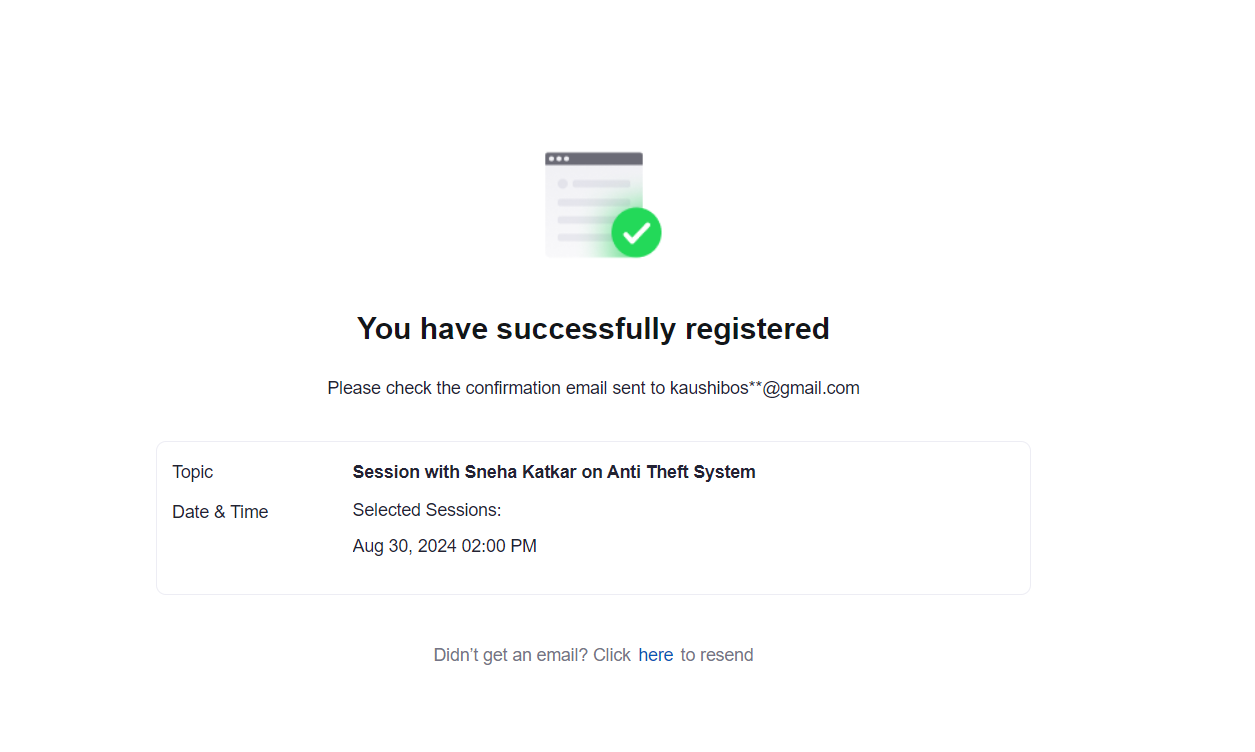 You have successfully registered
Please check the confirmation email sent to kaushibos**@gmail.com
Topic
Session with Sneha Katkar on Anti Theft System
Date & Time
Selected Sessions:
Aug 30, 2024 02:00 PM
Didn’t get an email? Click here to resend